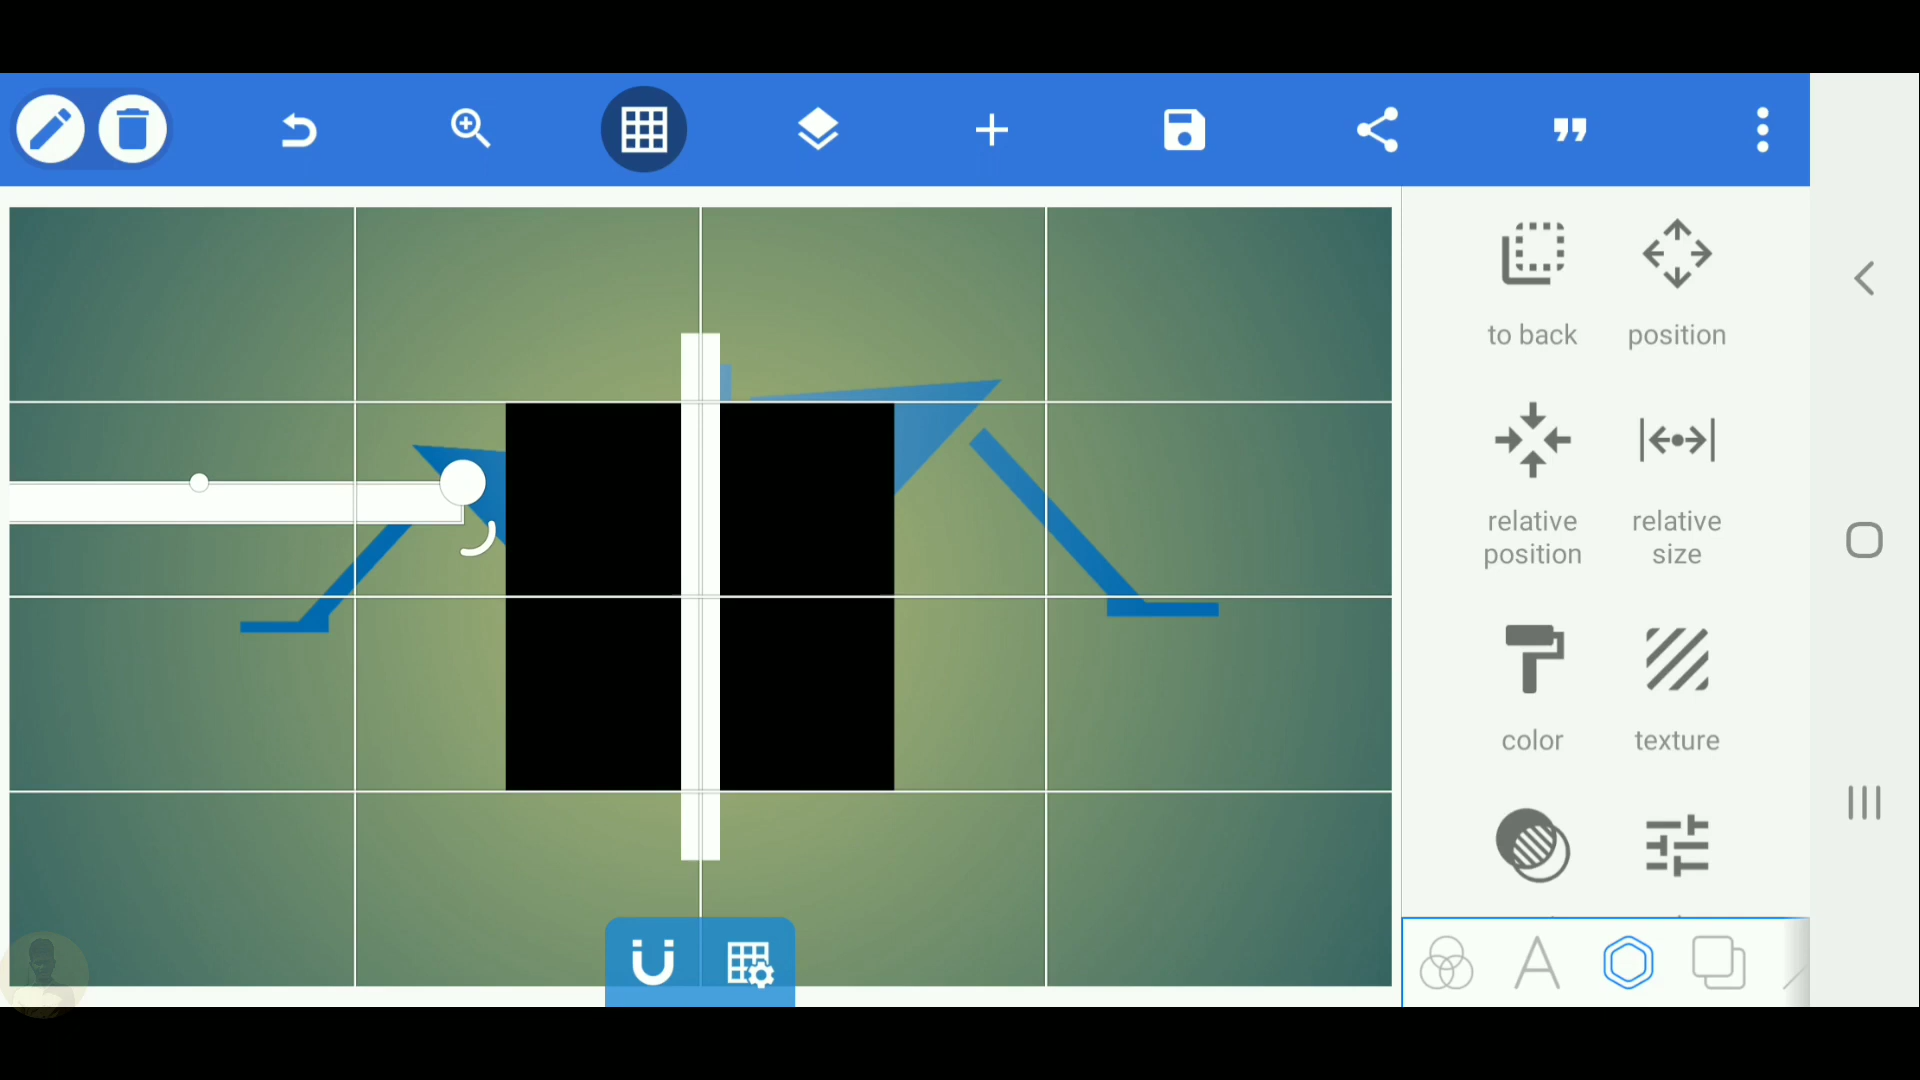 to back
position
relative
position
relative
size
color
texture